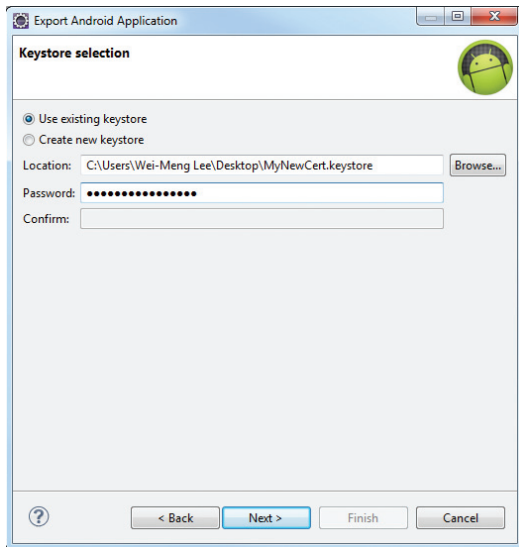 Export Android Application
Keystore selection
Use existing keystore
Create new keystore
Location: C:\Users\Wei-Meng Lee\Desktop\MyNewCert.keystore Browse...
Password: ●●●●●●●●●●●●●●●●
Confirm:
? < Back Next > Finish Cancel